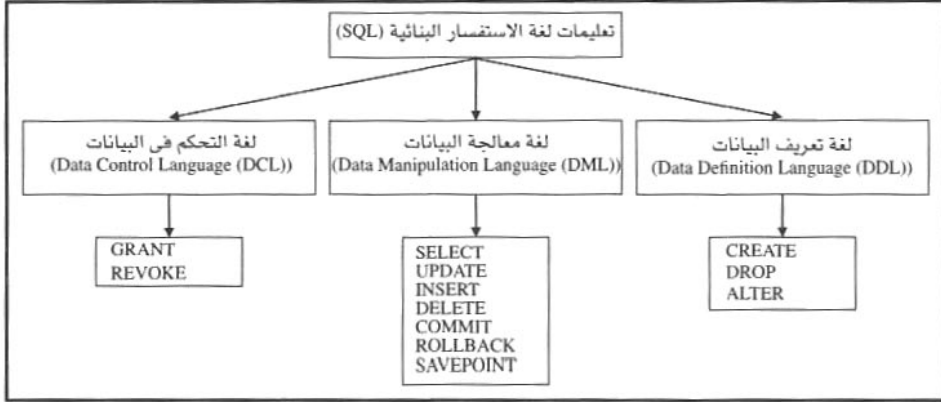 تعليمات لغة الاستفسار البنائية (SQL)
لغة تعريف البيانات
(Data Definition Language (DDL))
CREATE
DROP
ALTER
لغة معالجة البيانات
(Data Manipulation Language (DML))
SELECT
UPDATE
INSERT
DELETE
COMMIT
ROLLBACK
SAVEPOINT
لغة التحكم فى البيانات
(Data Control Language (DCL))
GRANT
REVOKE